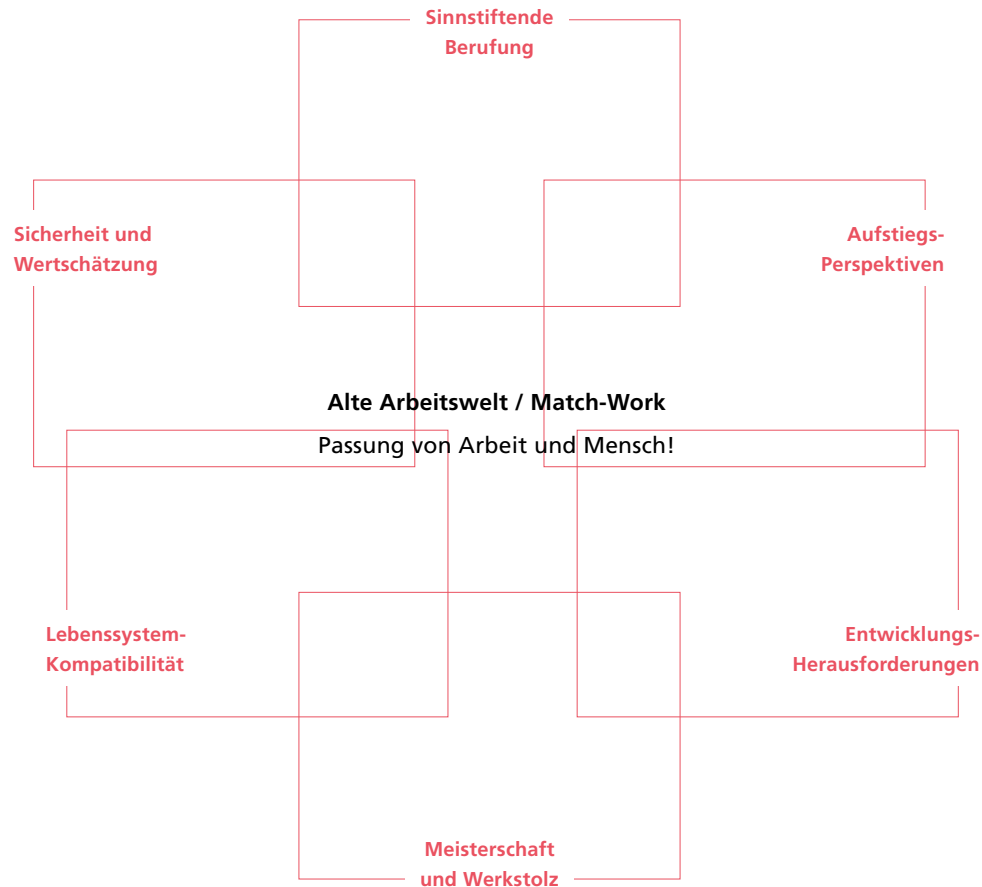 Sinnstiftende
Berufung
Sicherheit und
Wertschätzung
Aufstiegs-
Perspektiven
Alte Arbeitswelt / Match-Work
Passung von Arbeit und Mensch!
Lebenssystem-
Kompatibilität
Entwicklungs-
Herausforderungen
Meisterschaft
und Werkstolz